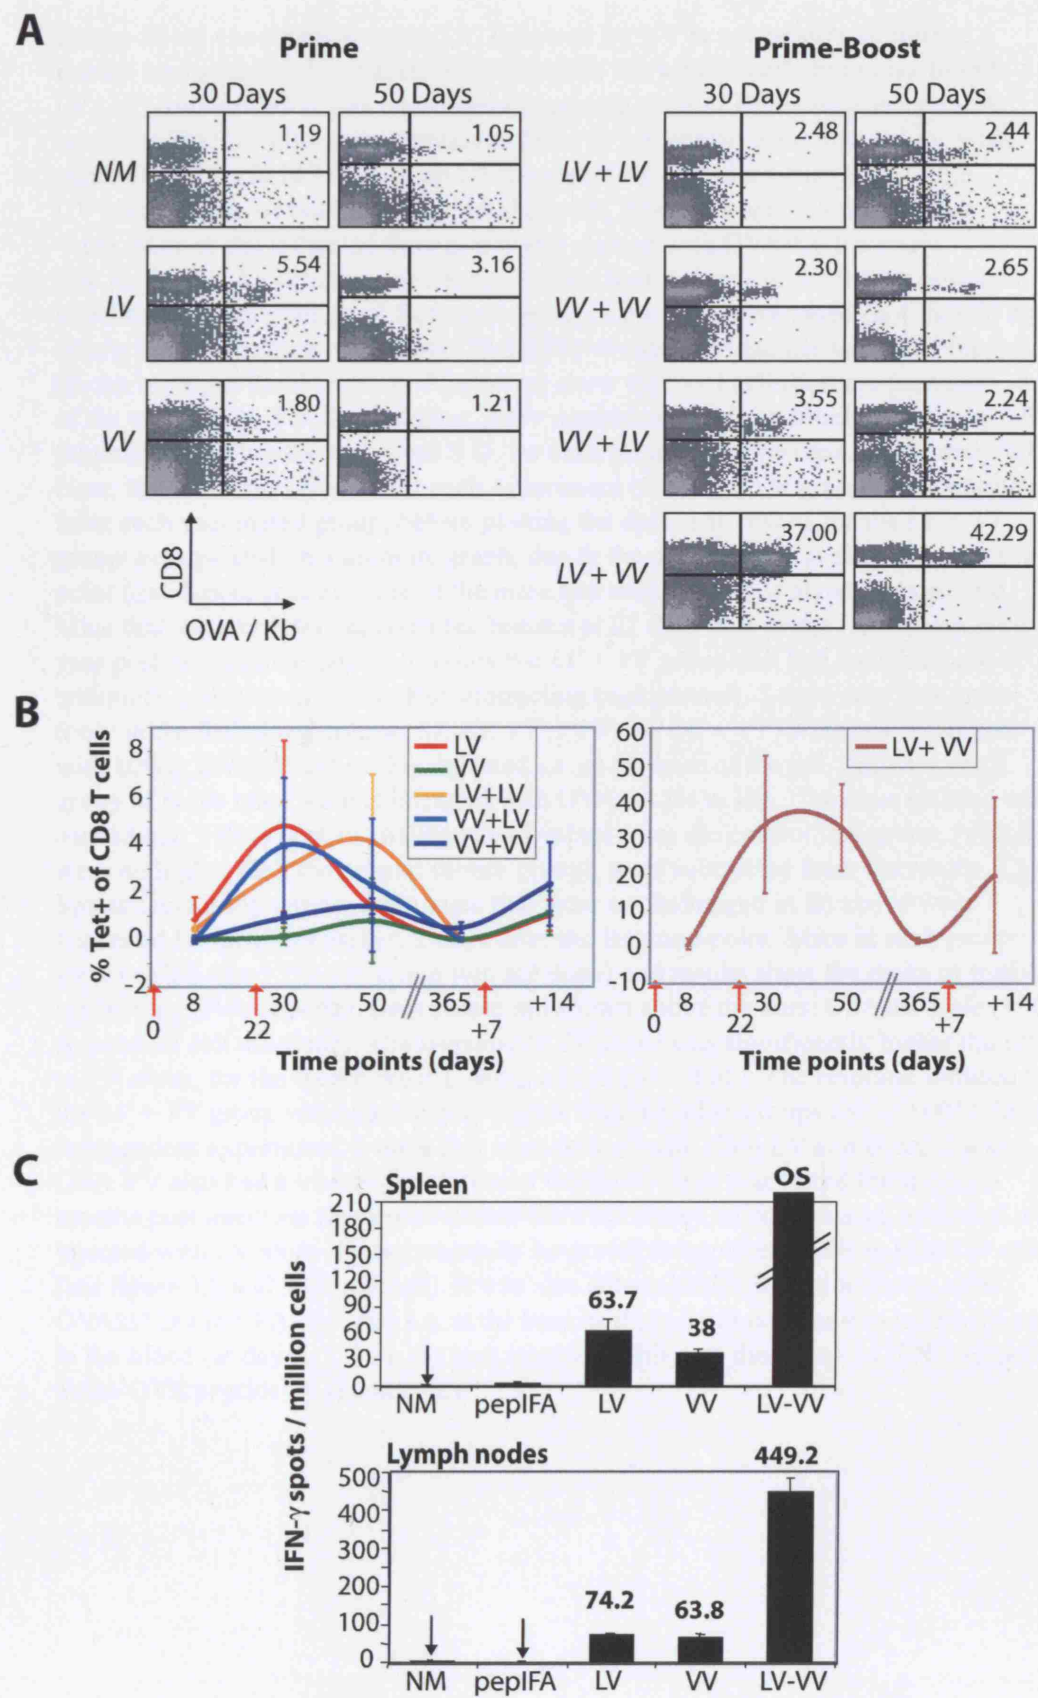 A
Prime
Prime-Boost
30 Days 50 Days
30 Days 50 Days
NM 1.19 1.05
LV + LV 2.48 2.44
LV 5.54 3.16
VV + VV 2.30 2.65
VV 1.80 1.21
VV + LV 3.55 2.24
LV + VV 37.00 42.29
CD8
OVA / Kb
B
% Tet+ of CD8 T cells
8
6
4
2
0
-2
LV
VV
LV+LV
VV+LV
VV+VV
8 30 50 365 +14
0 22 +7
Time points (days)
60
50
40
30
20
10
0
-10
LV+ VV
8 30 50 365 +14
0 22 +7
Time points (days)
C
IFN-γ spots / million cells
Spleen
OS
210
180
150
120
90
60
30
0
63.7
38
NM pepIFA LV VV LV-VV
Lymph nodes
449.2
500
400
300
200
100
0
74.2
63.8
NM pepIFA LV VV LV-VV